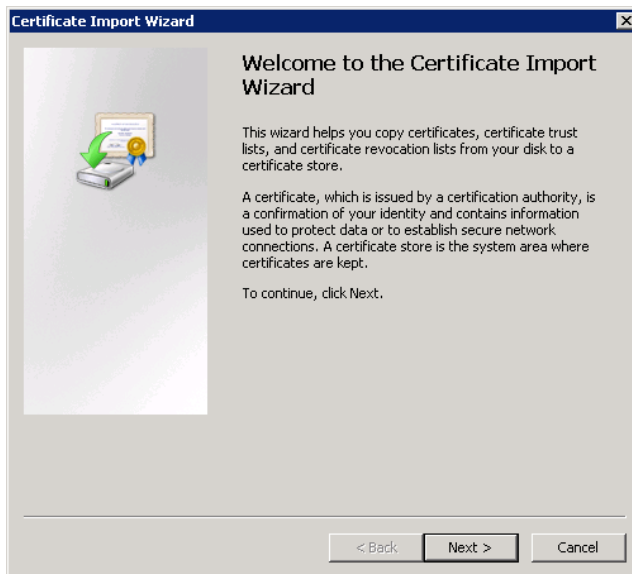 Certificate Import Wizard
Welcome to the Certificate Import
Wizard
This wizard helps you copy certificates, certificate trust
lists, and certificate revocation lists from your disk to a
certificate store.
A certificate, which is issued by a certification authority, is
a confirmation of your identity and contains information
used to protect data or to establish secure network
connections. A certificate store is the system area where
certificates are kept.
To continue, click Next.
< Back Next > Cancel